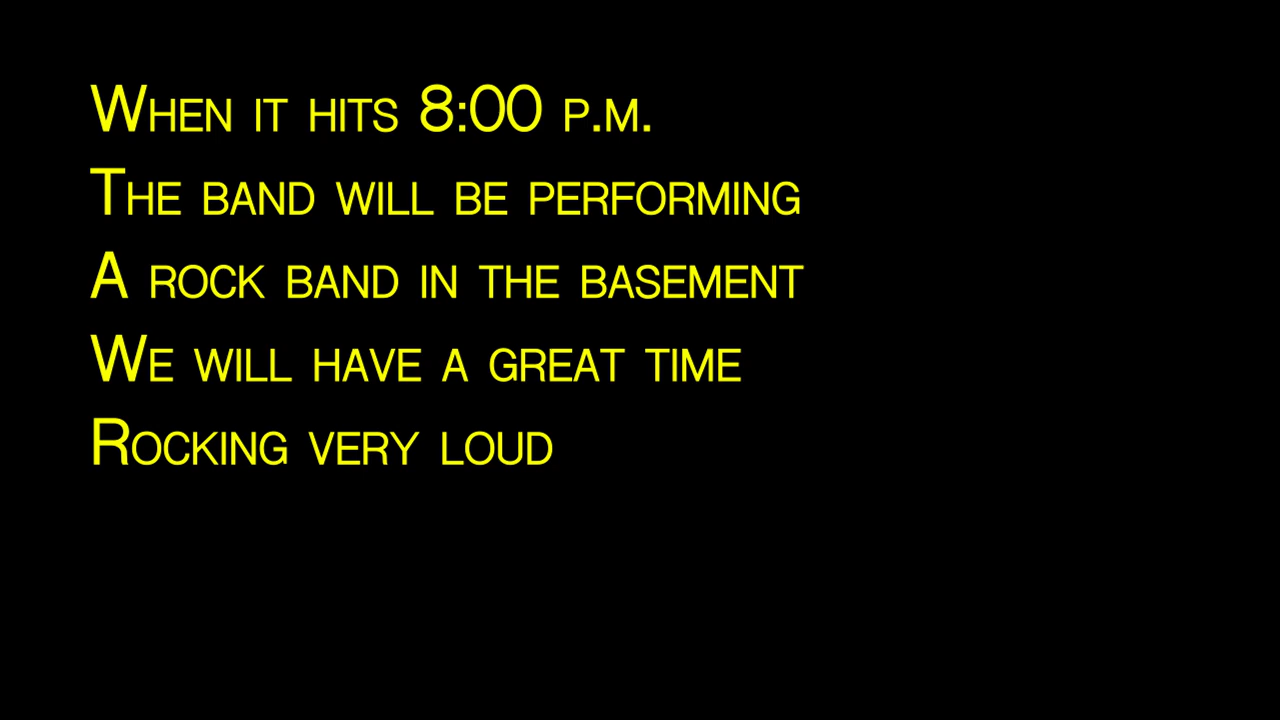 When it hits 8:00 p.m.
The band will be performing
A rock band in the basement
We will have a great time
Rocking very loud